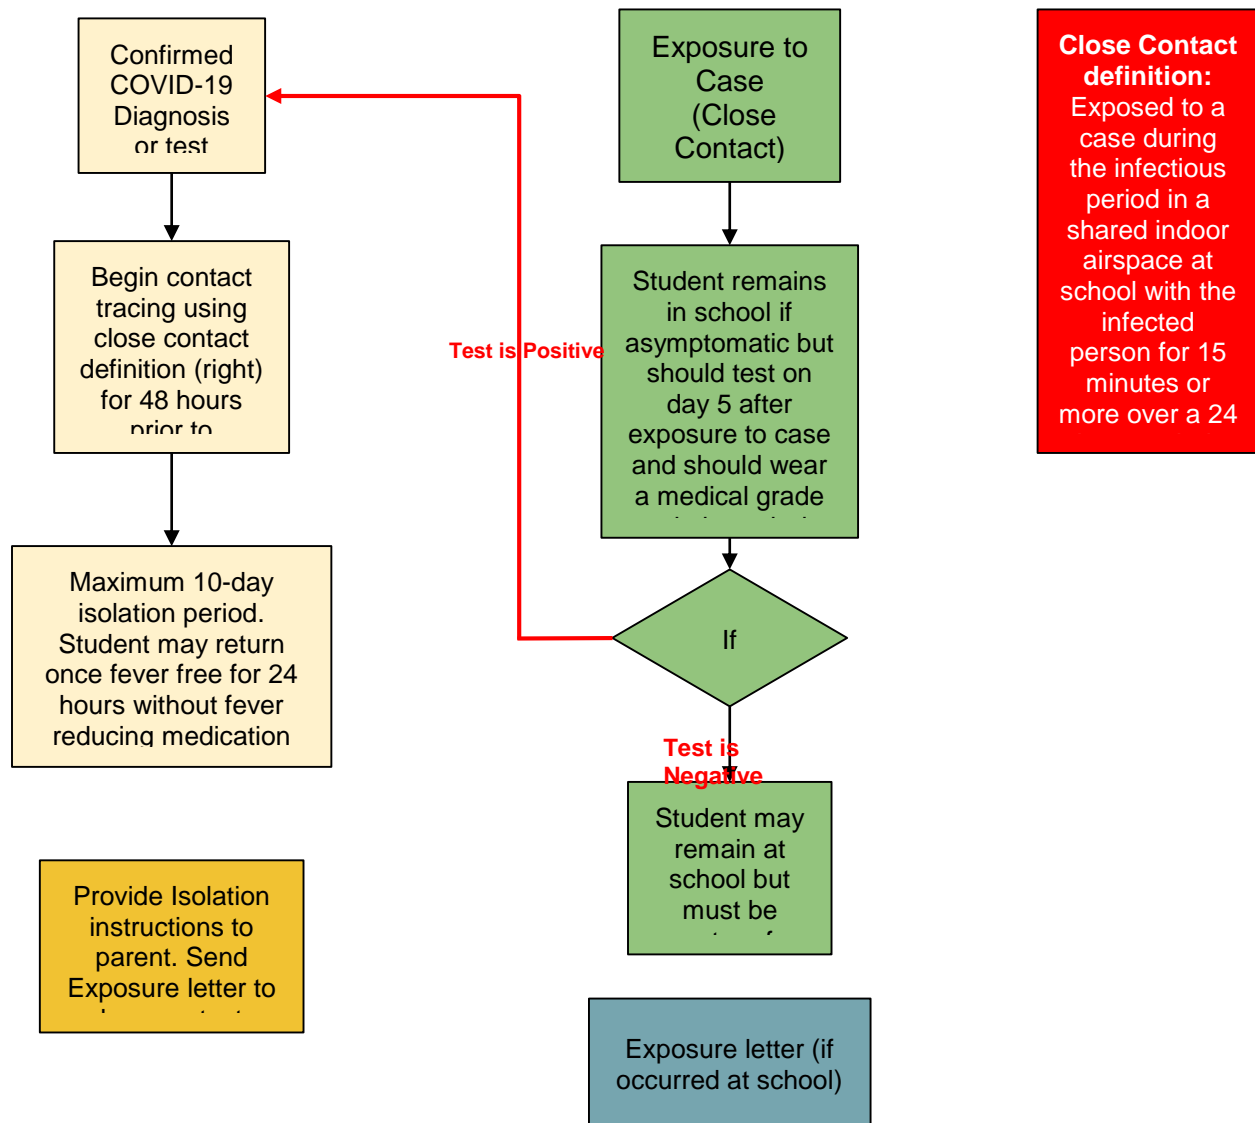 Confirmed
COVID-19
Diagnosis
or test
Begin contact
tracing using
close contact
definition (right)
for 48 hours
prior to
Maximum 10-day
isolation period.
Student may return
once fever free for 24
hours without fever
reducing medication
Provide Isolation
instructions to
parent. Send
Exposure letter to
Exposure to
Case
(Close
Contact)
Student remains
in school if
asymptomatic but
should test on
day 5 after
exposure to case
and should wear
a medical grade
Test is Positive
If
Test is
Negative
Student may
remain at
school but
must be
Exposure letter (if
occurred at school)
Close Contact
definition:
Exposed to a
case during
the infectious
period in a
shared indoor
airspace at
school with the
infected
person for 15
minutes or
more over a 24